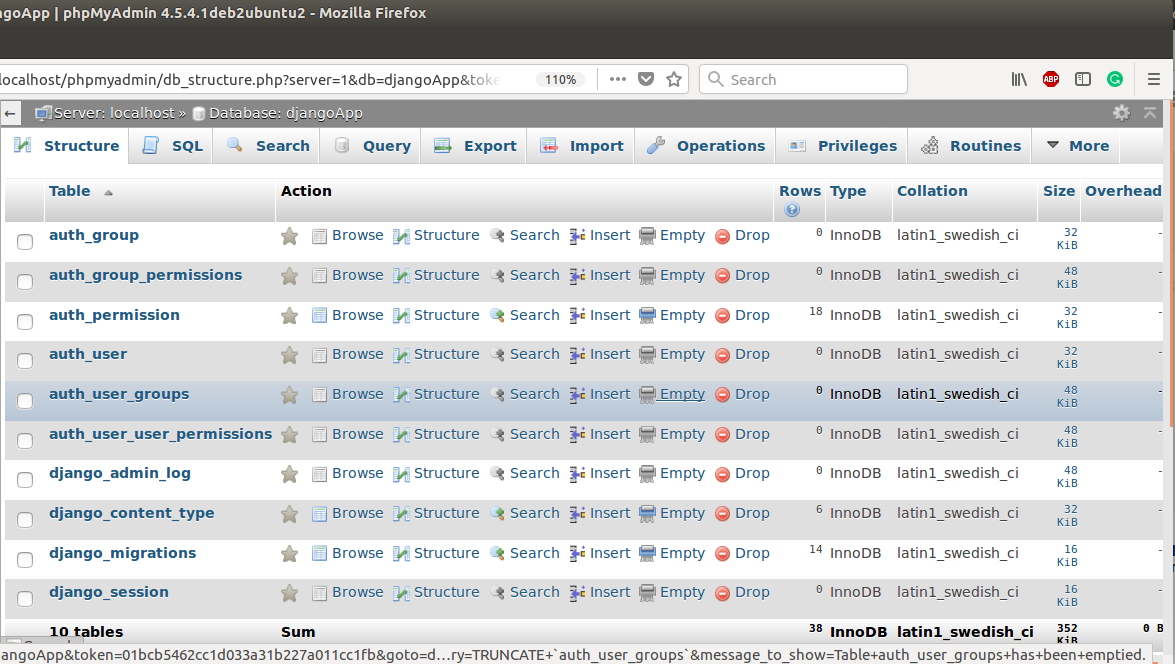 ngoApp | phpMyAdmin 4.5.4.1deb2ubuntu2 - Mozilla Firefox
localhost/phpmyadmin/db_structure.php?server=1&db=djangoApp&toke 110% Search ABP
Server: localhost » Database: djangoApp
Structure SQL Search Query Export Import Operations Privileges Routines More
Table Action Rows Type Collation Size Overhead
auth_group Browse Structure Search Insert Empty Drop 0 InnoDB latin1_swedish_ci 32 KiB -
auth_group_permissions Browse Structure Search Insert Empty Drop 0 InnoDB latin1_swedish_ci 48 KiB -
auth_permission Browse Structure Search Insert Empty Drop 18 InnoDB latin1_swedish_ci 32 KiB -
auth_user Browse Structure Search Insert Empty Drop 0 InnoDB latin1_swedish_ci 32 KiB -
auth_user_groups Browse Structure Search Insert Empty Drop 0 InnoDB latin1_swedish_ci 48 KiB -
auth_user_user_permissions Browse Structure Search Insert Empty Drop 0 InnoDB latin1_swedish_ci 48 KiB -
django_admin_log Browse Structure Search Insert Empty Drop 0 InnoDB latin1_swedish_ci 48 KiB -
django_content_type Browse Structure Search Insert Empty Drop 6 InnoDB latin1_swedish_ci 32 KiB -
django_migrations Browse Structure Search Insert Empty Drop 14 InnoDB latin1_swedish_ci 16 KiB -
django_session Browse Structure Search Insert Empty Drop 0 InnoDB latin1_swedish_ci 16 KiB -
10 tables Sum 38 InnoDB latin1_swedish_ci 352 KiB 0 B
angoApp&token=01bcb5462cc1d033a31b227a011cc1fb&goto=d…ry=TRUNCATE+`auth_user_groups`&message_to_show=Table+auth_user_groups+has+been+emptied.